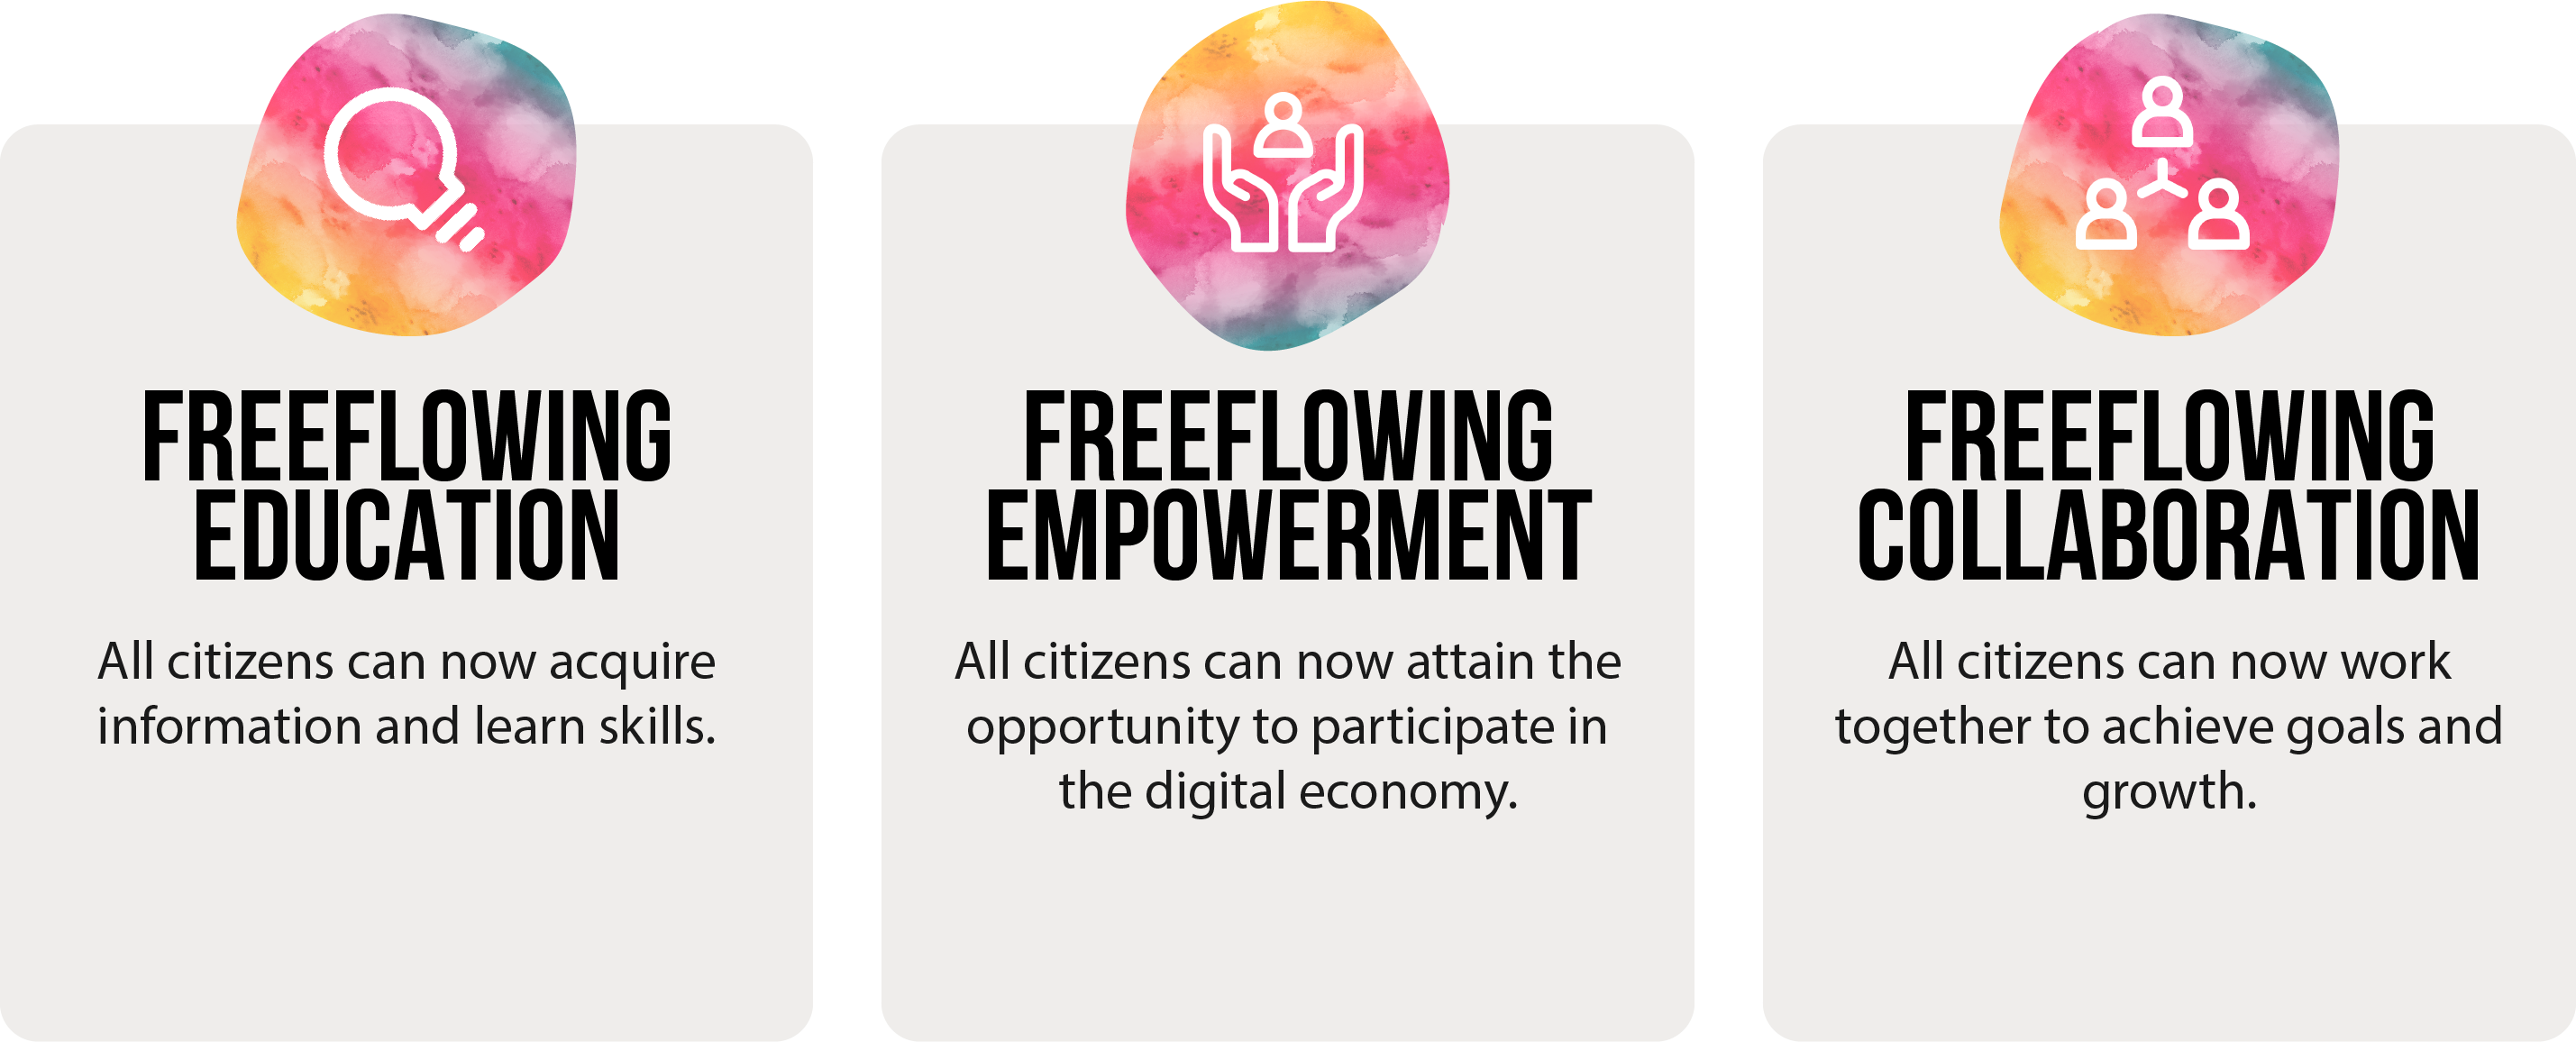 FREEFLOWING
EDUCATION
All citizens can now acquire
information and learn skills.
FREEFLOWING
EMPOWERMENT
All citizens can now attain the
opportunity to participate in
the digital economy.
FREEFLOWING
COLLABORATION
All citizens can now work
together to achieve goals and
growth.